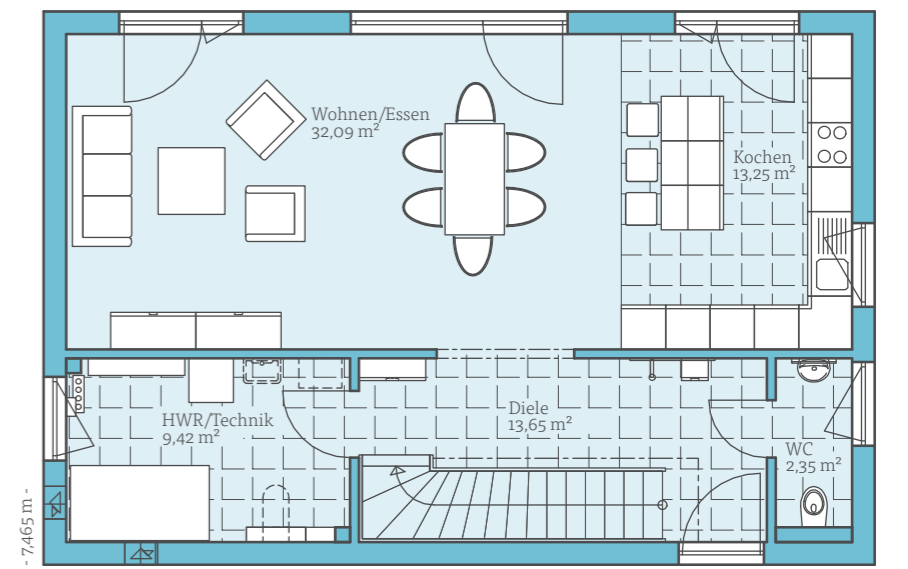 Wohnen/Essen
32,09 m²
Kochen
13,25 m²
HWR/Technik
9,42 m²
Diele
13,65 m²
WC
2,35 m²
- 7,465 m -